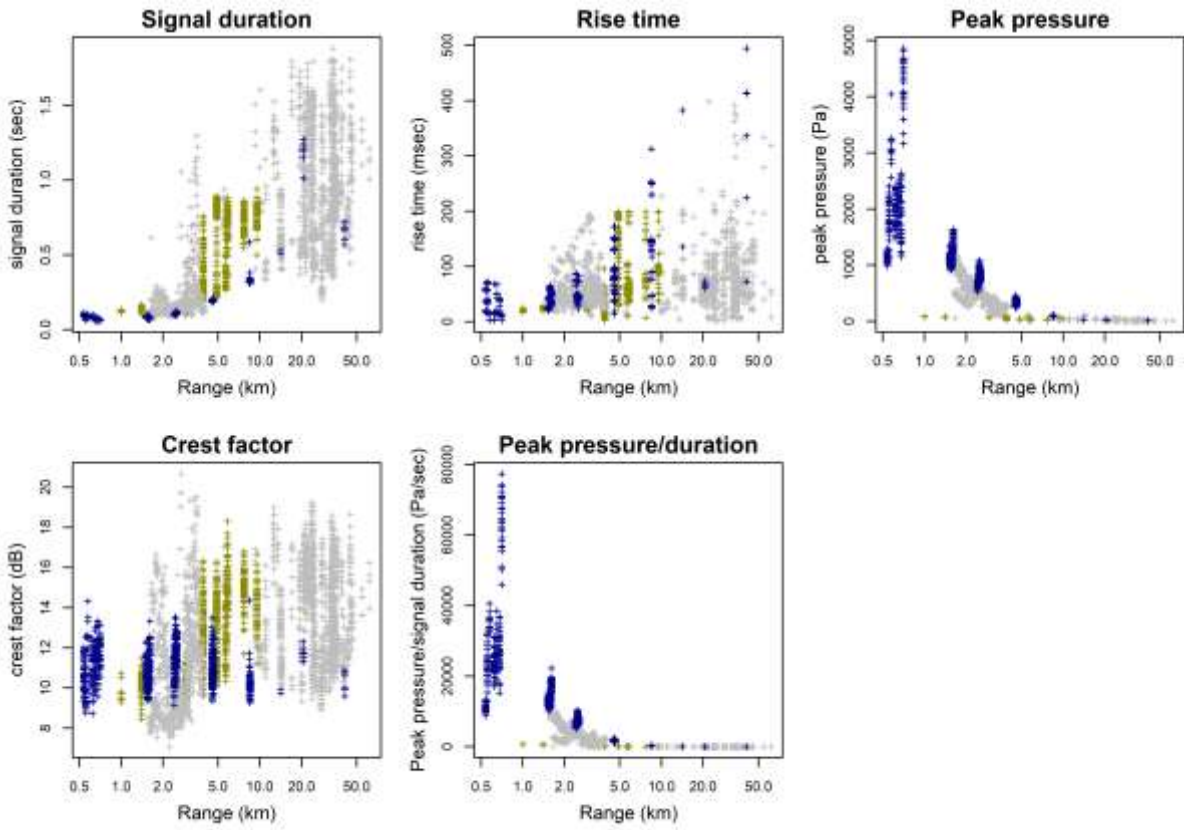 Signal duration
Rise time
Peak pressure
signal duration (sec)
0.0 0.5 1.0 1.5
0.5 1.0 2.0 5.0 10.0 20.0 50.0
Range (km)
rise time (msec)
0 100 200 300 400 500
0.5 1.0 2.0 5.0 10.0 20.0 50.0
Range (km)
peak pressure (Pa)
0 1000 2000 3000 4000 5000
0.5 1.0 2.0 5.0 10.0 20.0 50.0
Range (km)
Crest factor
Peak pressure/duration
crest factor (dB)
8 10 12 14 16 18 20
0.5 1.0 2.0 5.0 10.0 20.0 50.0
Range (km)
Peak pressure/signal duration (Pa/sec)
0 20000 40000 60000 80000
0.5 1.0 2.0 5.0 10.0 20.0 50.0
Range (km)